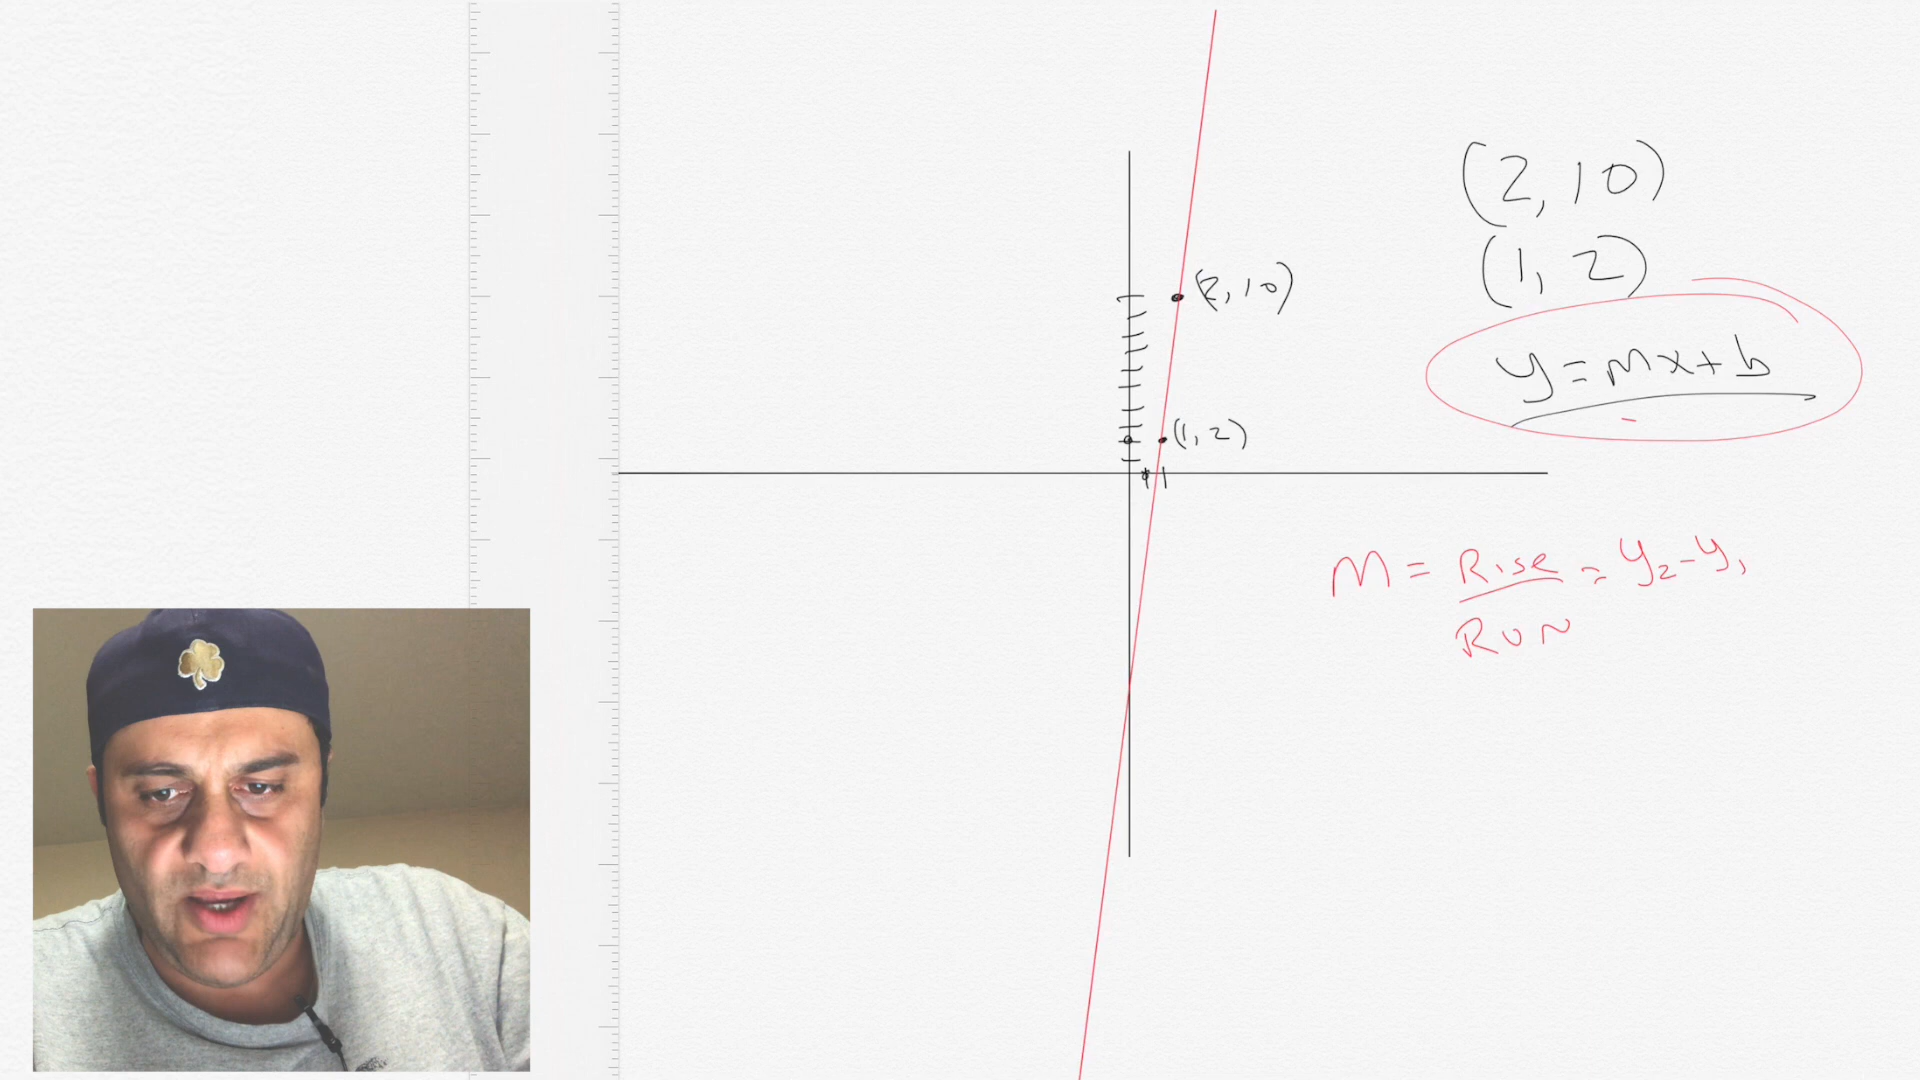 (2, 10)
(1, 2)
y = mx + b
(2, 10)
(1, 2)
M = Rise = y₂ - y₁
Run